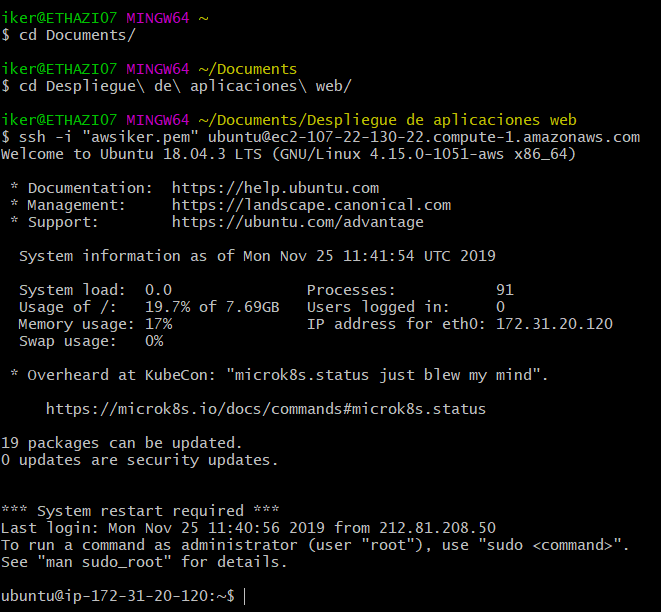 iker@ETHAZI07 MINGW64 ~
$ cd Documents/
iker@ETHAZI07 MINGW64 ~/Documents
$ cd Despliegue\ de\ aplicaciones\ web/
iker@ETHAZI07 MINGW64 ~/Documents/Despliegue de aplicaciones web
$ ssh -i "awsiker.pem" ubuntu@ec2-107-22-130-22.compute-1.amazonaws.com
Welcome to Ubuntu 18.04.3 LTS (GNU/Linux 4.15.0-1051-aws x86_64)
* Documentation:  https://help.ubuntu.com
* Management:     https://landscape.canonical.com
* Support:        https://ubuntu.com/advantage
System information as of Mon Nov 25 11:41:54 UTC 2019
System load:  0.0               Processes:           91
Usage of /:   19.7% of 7.69GB   Users logged in:     0
Memory usage: 17%               IP address for eth0: 172.31.20.120
Swap usage:   0%
* Overheard at KubeCon: "microk8s.status just blew my mind".
https://microk8s.io/docs/commands#microk8s.status
19 packages can be updated.
0 updates are security updates.
*** System restart required ***
Last login: Mon Nov 25 11:40:56 2019 from 212.81.208.50
To run a command as administrator (user "root"), use "sudo <command>".
See "man sudo_root" for details.
ubuntu@ip-172-31-20-120:~$